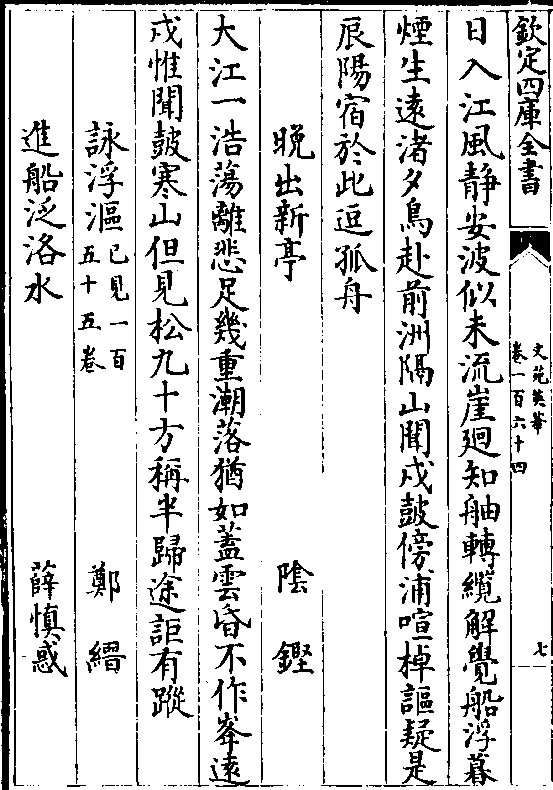 欽定四庫全書
文苑英華
卷一百六十四
七
日入江風静安波似未流崖廻知舳轉纜解覺船浮暮
煙生遠渚夕鳥赴前洲隔山聞戍鼓傍浦喧棹謳疑是
辰陽宿於此逗孤舟
晚出新亭 陰鏗
大江一浩蕩離悲足幾重潮落猶如蓋雲昏不作峯遠
戍惟聞鼓寒山但見松九十方稱半歸途詎有蹤
詠浮漚 已見一百五十五卷 鄭縉
進船泛洛水 薛慎惑